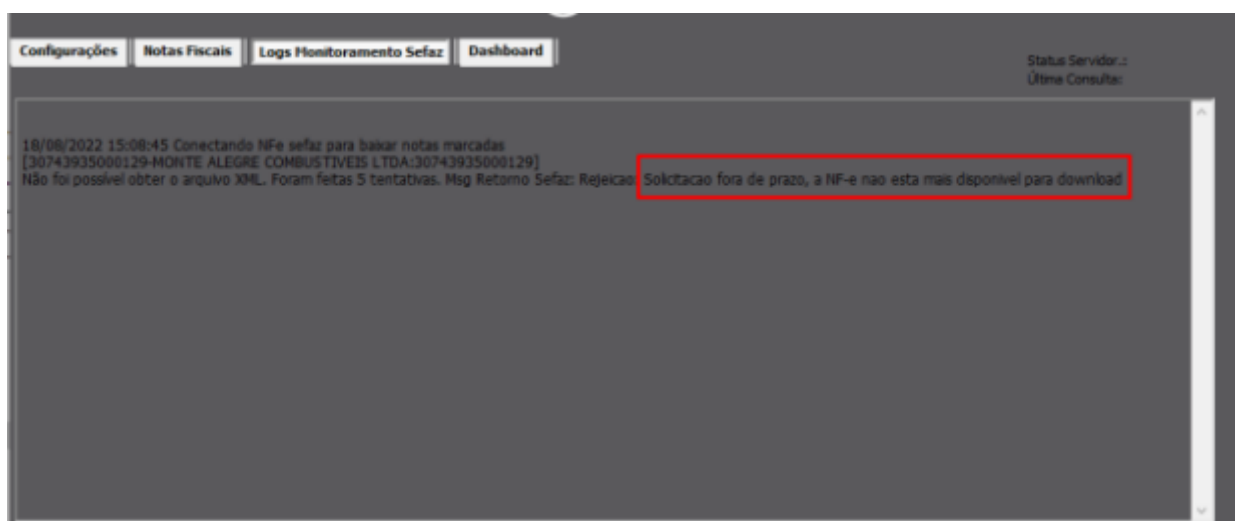 Configurações Notas Fiscais Logs Monitoramento Sefaz Dashboard
Status Servidor..:
Última Consulta:
18/08/2022 15:08:45 Conectando NFe sefaz para baixar notas marcadas
[30743935000129-MONTE ALEGRE COMBUSTIVEIS LTDA:30743935000129]
Não foi possível obter o arquivo XML. Foram feitas 5 tentativas. Msg Retorno Sefaz: Rejeicao: Solicitacao fora de prazo, a NF-e nao esta mais disponivel para download